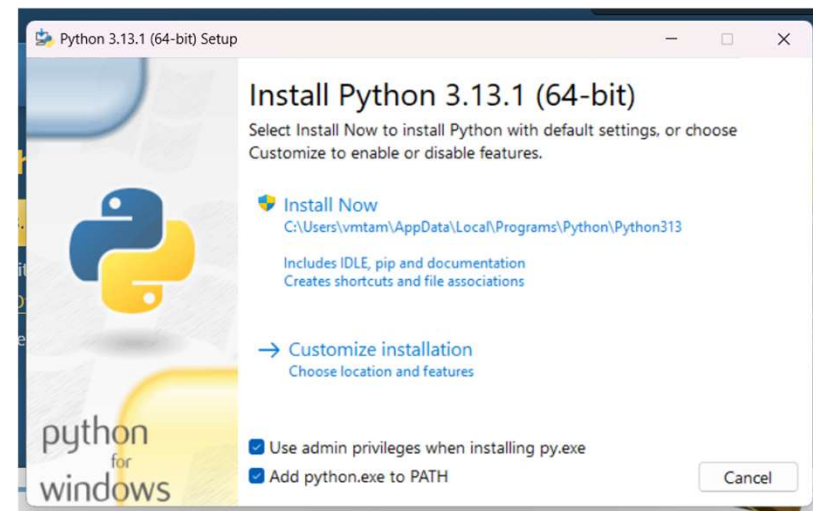 Python 3.13.1 (64-bit) Setup
Install Python 3.13.1 (64-bit)
Select Install Now to install Python with default settings, or choose
Customize to enable or disable features.
Install Now
C:\Users\vmtam\AppData\Local\Programs\Python\Python313
Includes IDLE, pip and documentation
Creates shortcuts and file associations
Customize installation
Choose location and features
python
for
windows
Use admin privileges when installing py.exe
Add python.exe to PATH
Cancel